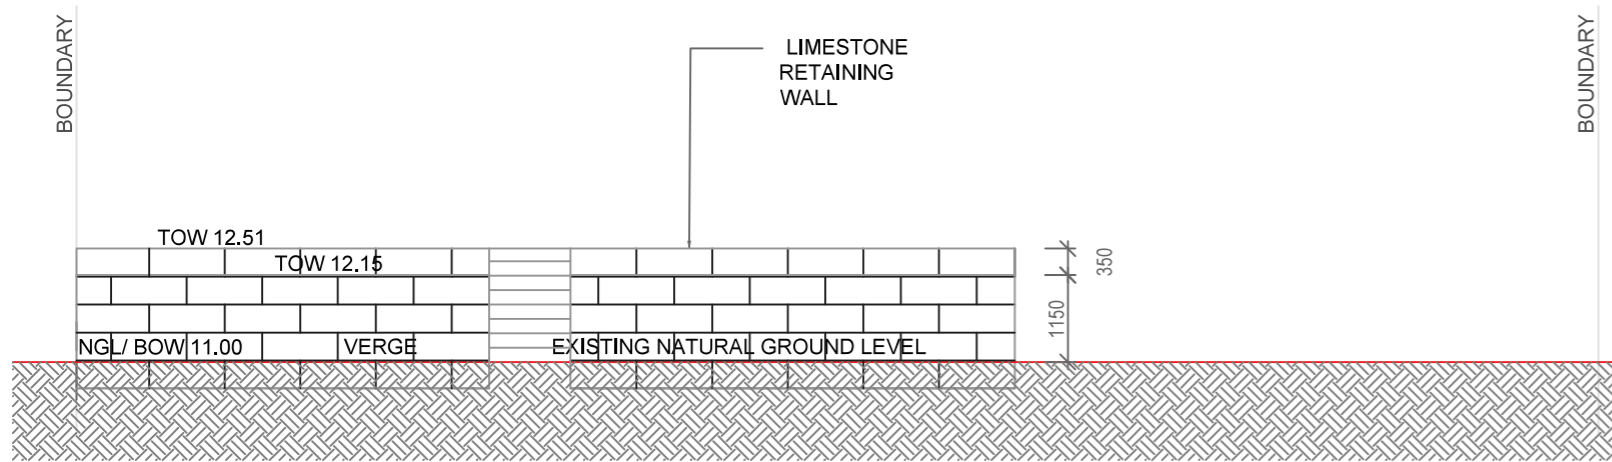 BOUNDARY
BOUNDARY
LIMESTONE
RETAINING
WALL
TOW 12.51
TOW 12.15
350
1150
NGL/ BOW 11.00
VERGE
EXISTING NATURAL GROUND LEVEL